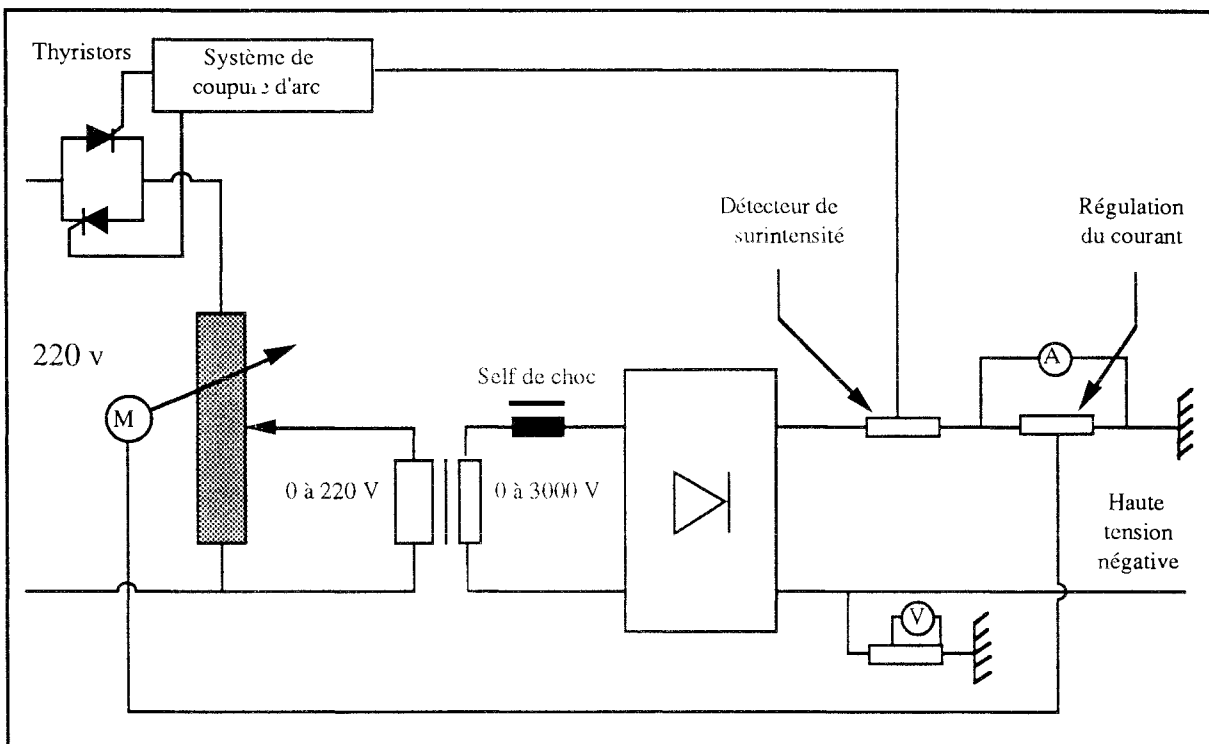 Thyristors
Système de
coupure d'arc
Détecteur de
surintensité
Régulation
du courant
220 v
M
A
Self de choc
0 à 220 V
0 à 3000 V
Haute
tension
négative
V